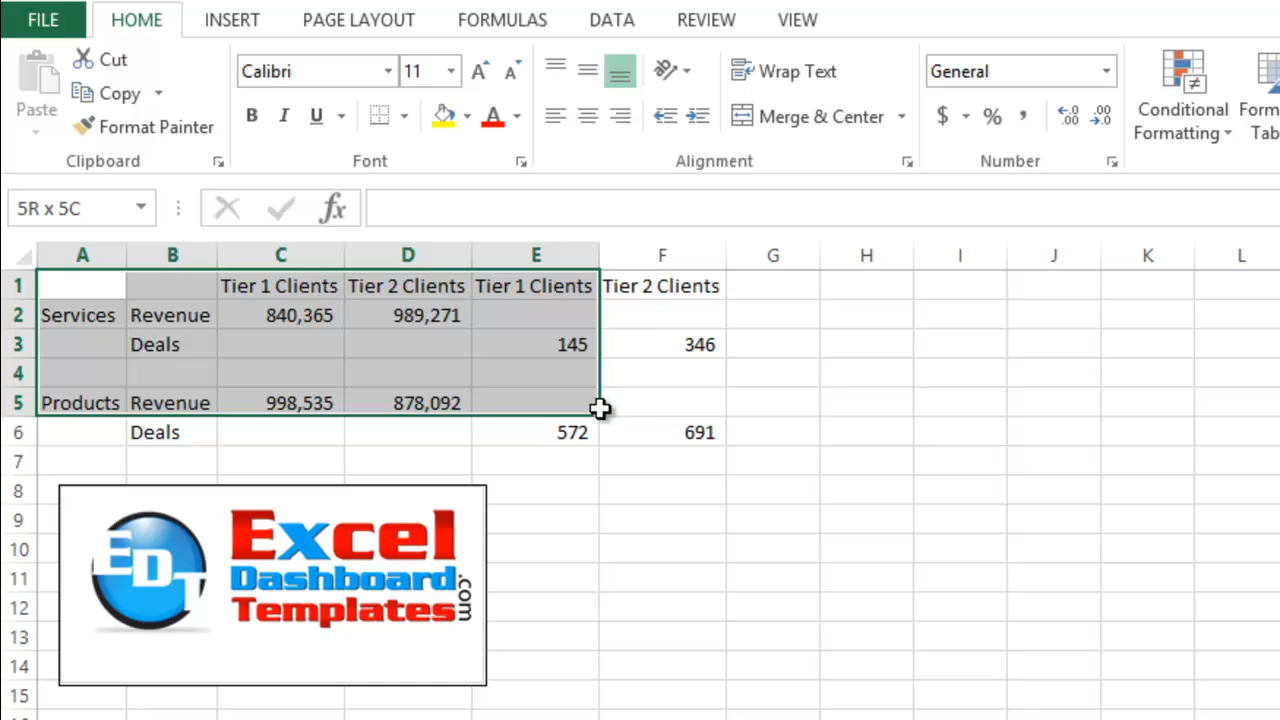 FILE HOME INSERT PAGE LAYOUT FORMULAS DATA REVIEW VIEW
Paste
Cut
Copy
Format Painter
Clipboard
Calibri 11
B I U A
Font
Wrap Text
Merge & Center
Alignment
General
$ % ,
Number
Conditional
Formatting
5R x 5C fx
A B C D E F G H I J K L
1 Tier 1 Clients Tier 2 Clients Tier 1 Clients Tier 2 Clients
2 Services Revenue 840,365 989,271
3 Deals 145 346
4
5 Products Revenue 998,535 878,092
6 Deals 572 691
7
8
9
10
11
12
13
14
15
EDT
Excel
Dashboard
Templates
.com